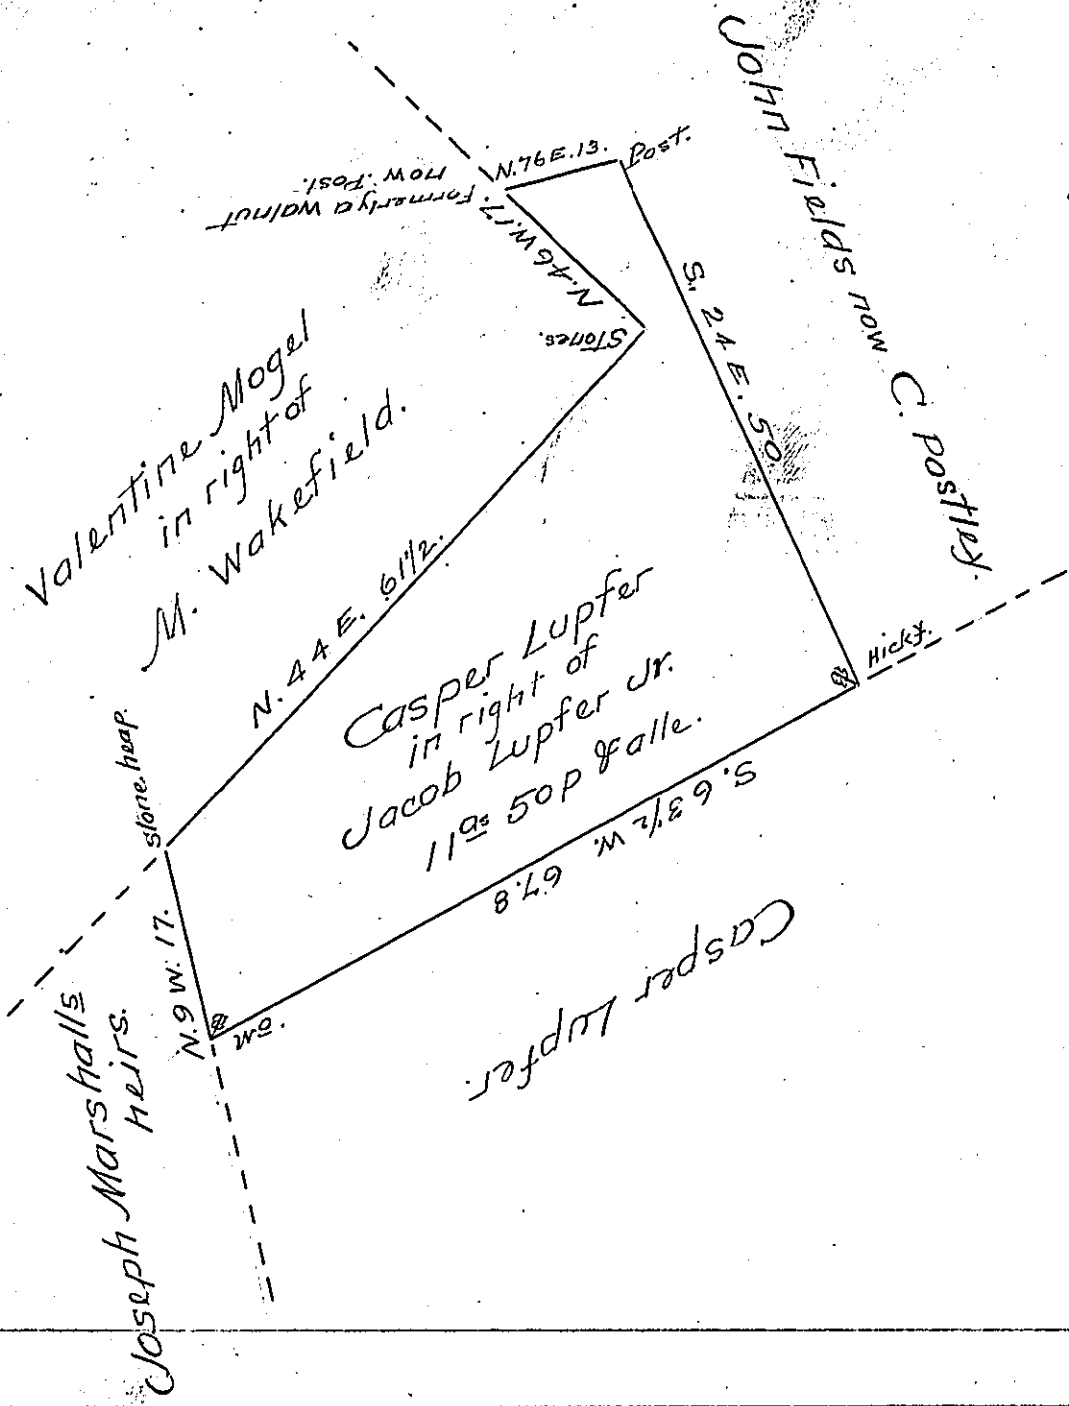 John Fields now C. Postley.
Post.
N.76E.13.
Formerly a walnut
now Post.
N.46W.17.
Stones.
S. 24 E. 50
Valentine Mogel
in right of
M. Wakefield.
N. 44 E. 61 1/2.
Casper Lupfer
in right of
Jacob Lupfer Jr.
11as 50p & alle.
Hicky.
S. 63 1/2 W. 67.8
stone heap.
N.9 W. 17.
Joseph Marshalls
heirs.
Casper Lupfer.